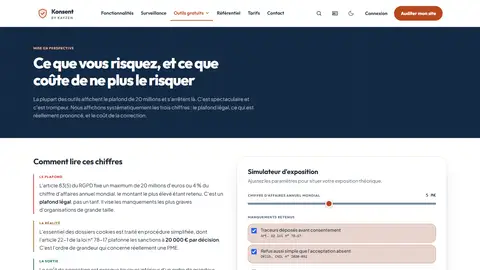 Konsent
BY KAYZEN
Fonctionnalités
Surveillance
Outils gratuits
Référentiel
Tarifs
Contact
Connexion
Auditer mon site
MISE EN PERSPECTIVE
Ce que vous risquez, et ce que
coûte de ne plus le risquer
La plupart des outils affichent le plafond de 20 millions et s'arrêtent là. C'est spectaculaire et
c'est trompeur. Nous affichons systématiquement les trois chiffres : le plafond légal, ce qui est
réellement prononcé, et le coût de la correction.
Comment lire ces chiffres
LE PLAFOND
L'article 83(5) du RGPD fixe un maximum de 20 millions d'euros ou 4 % du
chiffre d'affaires annuel mondial, le montant le plus élevé étant retenu. C'est un
plafond légal, pas un tarif. Il vise les manquements les plus graves
d'organisations de grande taille.
LE RÉALISÉ
L'essentiel des dossiers cookies est traité en procédure simplifiée, dont
l'article 22-1 de la loi n° 78-17 plafonne les sanctions à 20 000 € par décision.
C'est l'ordre de grandeur qui concerne réellement une PME.
LA SORTIE
Simulateur d'exposition
Ajustez les paramètres pour situer votre exposition théorique.
CHIFFRE D'AFFAIRES ANNUEL MONDIAL
5 M€
MANQUEMENTS RETENUS
Traceurs déposés avant consentement
Refus aussi simple que l'acceptation absent